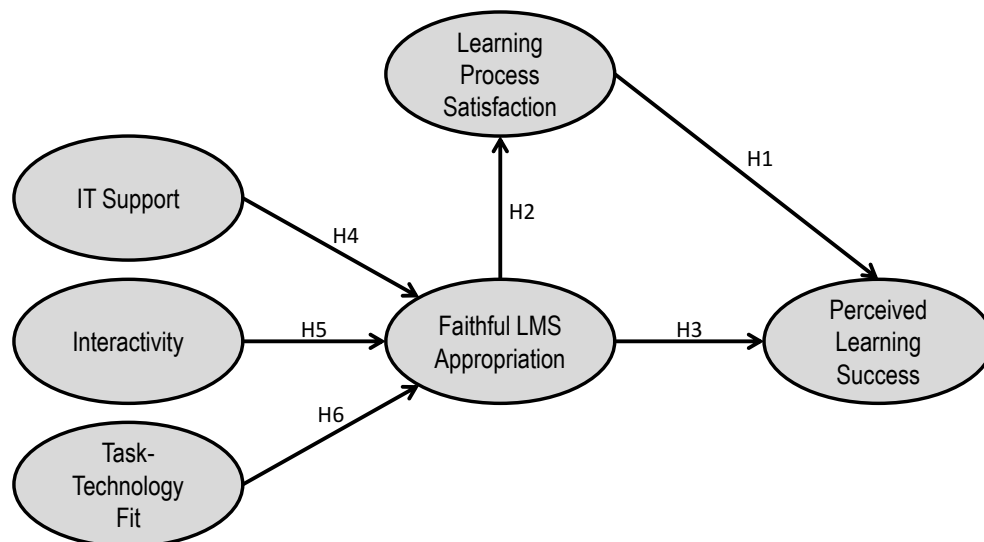 Learning
Process
Satisfaction
H1
IT Support
H2
H4
Interactivity
H5
Faithful LMS
Appropriation
H3
Perceived
Learning
Success
H6
Task-
Technology
Fit